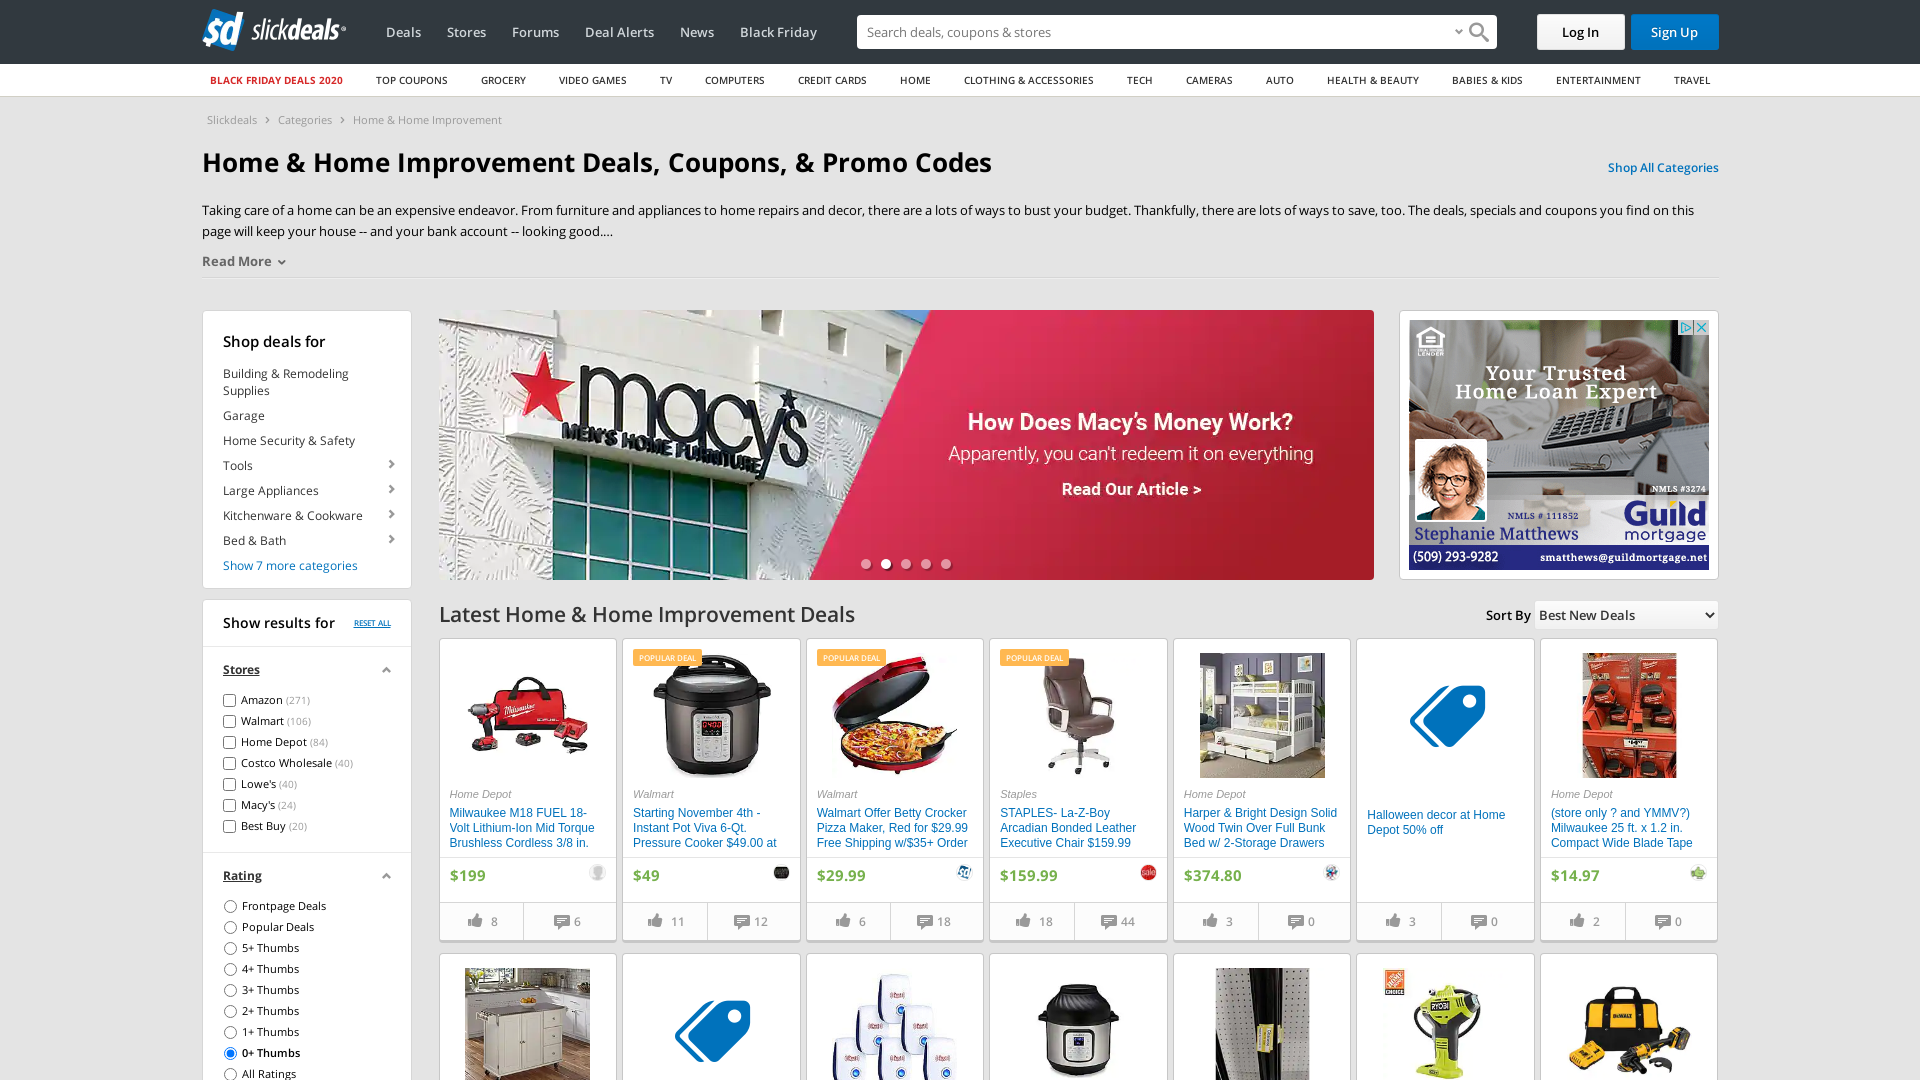 slickdeals
Deals
Stores
Forums
Deal Alerts
News
Black Friday
Search deals, coupons & stores
Log In
Sign Up
BLACK FRIDAY DEALS 2020
TOP COUPONS
GROCERY
VIDEO GAMES
TV
COMPUTERS
CREDIT CARDS
HOME
CLOTHING & ACCESSORIES
TECH
CAMERAS
AUTO
HEALTH & BEAUTY
BABIES & KIDS
ENTERTAINMENT
TRAVEL
Slickdeals > Categories > Home & Home Improvement
Home & Home Improvement Deals, Coupons, & Promo Codes
Shop All Categories
Taking care of a home can be an expensive endeavor. From furniture and appliances to home repairs and decor, there are a lots of ways to bust your budget. Thankfully, there are lots of ways to save, too. The deals, specials and coupons you find on this
page will keep your house -- and your bank account -- looking good....
Read More
Shop deals for
Building & Remodeling
Supplies
Garage
Home Security & Safety
Tools
Large Appliances
Kitchenware & Cookware
Bed & Bath
Show 7 more categories
macy's
MEN'S HOME FURNITURE
How Does Macy's Money Work?
Apparently, you can't redeem it on everything
Read Our Article >
Your Trusted
Home Loan Expert
NMLS #3274
NMLS # 111852
Guild
mortgage
Stephanie Matthews
(509) 293-9282
smatthews@guildmortgage.net
Show results for
RESET ALL
Stores
Amazon (271)
Walmart (106)
Home Depot (84)
Costco Wholesale (40)
Lowe's (40)
Macy's (24)
Best Buy (20)
Rating
Frontpage Deals
Popular Deals
5+ Thumbs
4+ Thumbs
3+ Thumbs
2+ Thumbs
1+ Thumbs
0+ Thumbs
All Ratings
Latest Home & Home Improvement Deals
Sort By
Best New Deals
Home Depot
Milwaukee M18 FUEL 18-
Volt Lithium-Ion Mid Torque
Brushless Cordless 3/8 in.
$199
8
6
POPULAR DEAL
Walmart
Starting November 4th -
Instant Pot Viva 6-Qt.
Pressure Cooker $49.00 at
$49
11
12
POPULAR DEAL
Walmart
Walmart Offer Betty Crocker
Pizza Maker, Red for $29.99
Free Shipping w/$35+ Order
$29.99
6
18
POPULAR DEAL
Staples
STAPLES- La-Z-Boy
Arcadian Bonded Leather
Executive Chair $159.99
$159.99
18
44
Home Depot
Harper & Bright Design Solid
Wood Twin Over Full Bunk
Bed w/ 2-Storage Drawers
$374.80
3
0
Halloween decor at Home
Depot 50% off
3
0
Home Depot
(store only ? and YMMV?)
Milwaukee 25 ft. x 1.2 in.
Compact Wide Blade Tape
$14.97
2
0